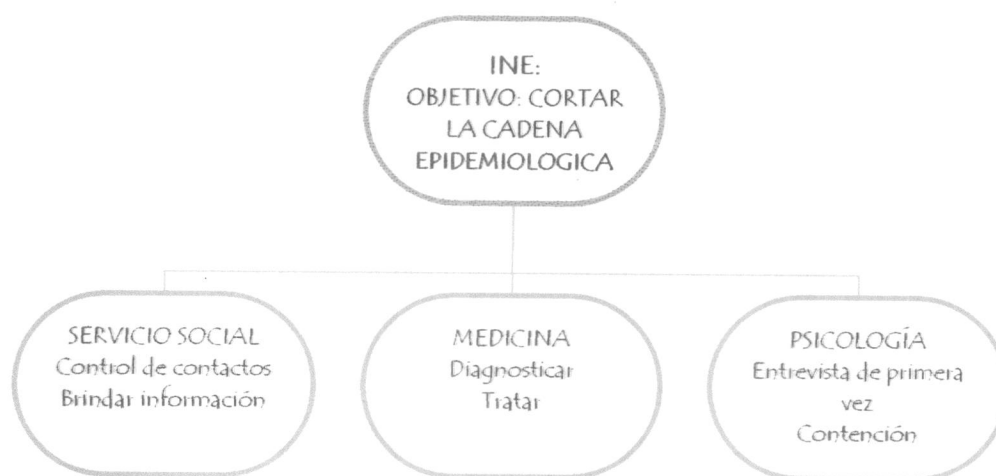 INE:
OBJETIVO: CORTAR
LA CADENA
EPIDEMIOLOGICA
SERVICIO SOCIAL
Control de contactos
Brindar información
MEDICINA
Diagnosticar
Tratar
PSICOLOGÍA
Entrevista de primera
vez
Contención